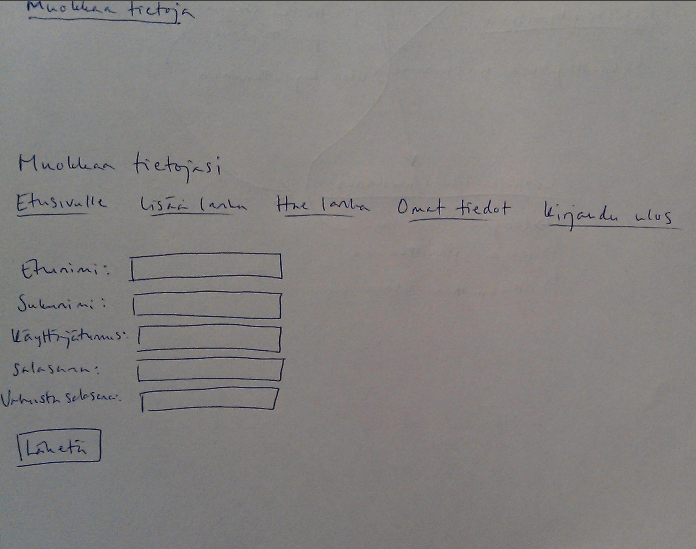 Muokkaa tietoja
Muokkaa tietojasi
Etusivulle Lisää lanka Hae lanka Omat tiedot Kirjaudu ulos
Etunimi:
Sukunimi:
Käyttäjätunnus:
Salasana:
Vahvista salasana:
Lähetä